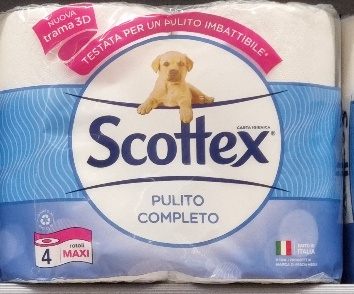 NUOVA
trama 3D
TESTATA PER UN PULITO IMBATTIBILE*
CARTA IGIENICA
Scottex®
PULITO
COMPLETO
4 rotoli
MAXI
FATTO IN
ITALIA